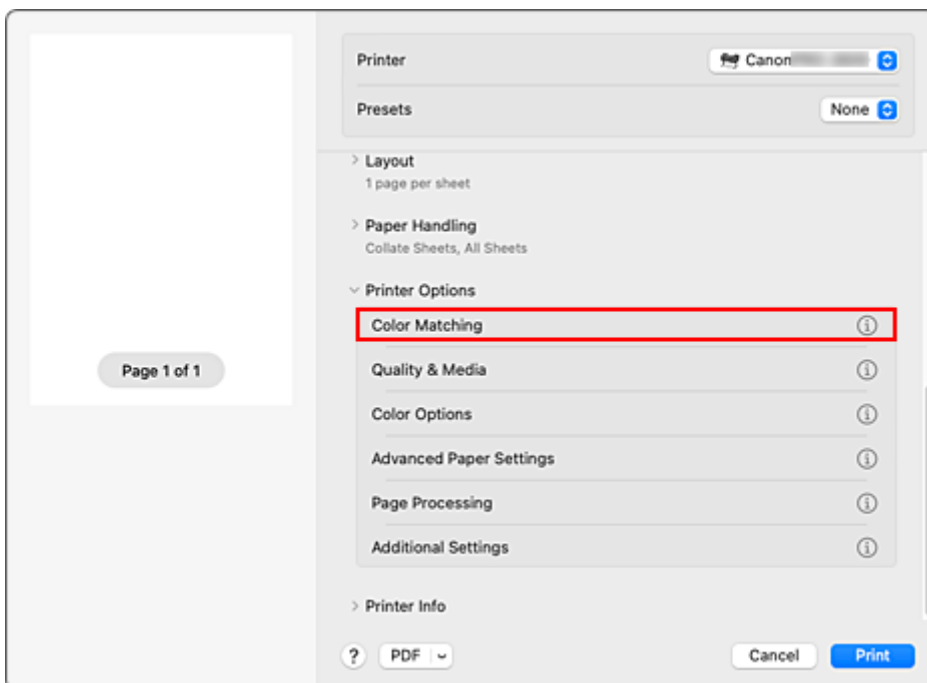 Printer
Canon
Presets
None
Layout
1 page per sheet
Paper Handling
Collate Sheets, All Sheets
Printer Options
Color Matching
Quality & Media
Color Options
Advanced Paper Settings
Page Processing
Additional Settings
Printer Info
Page 1 of 1
? PDF
Cancel
Print